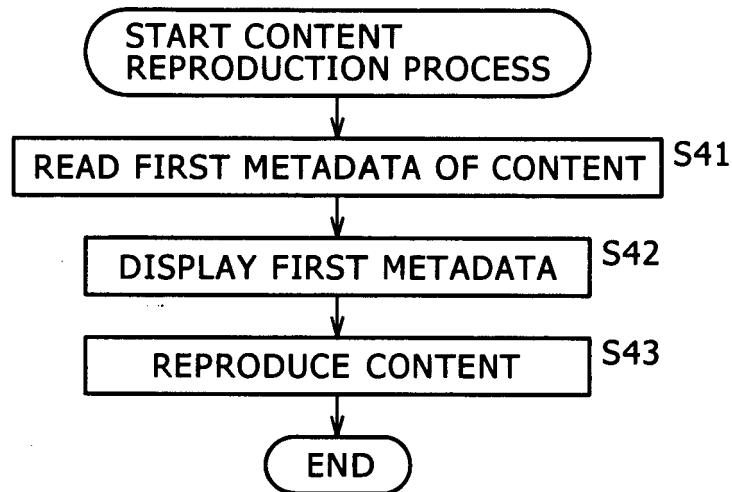 START CONTENT
REPRODUCTION PROCESS
READ FIRST METADATA OF CONTENT
S41
DISPLAY FIRST METADATA
S42
REPRODUCE CONTENT
S43
END